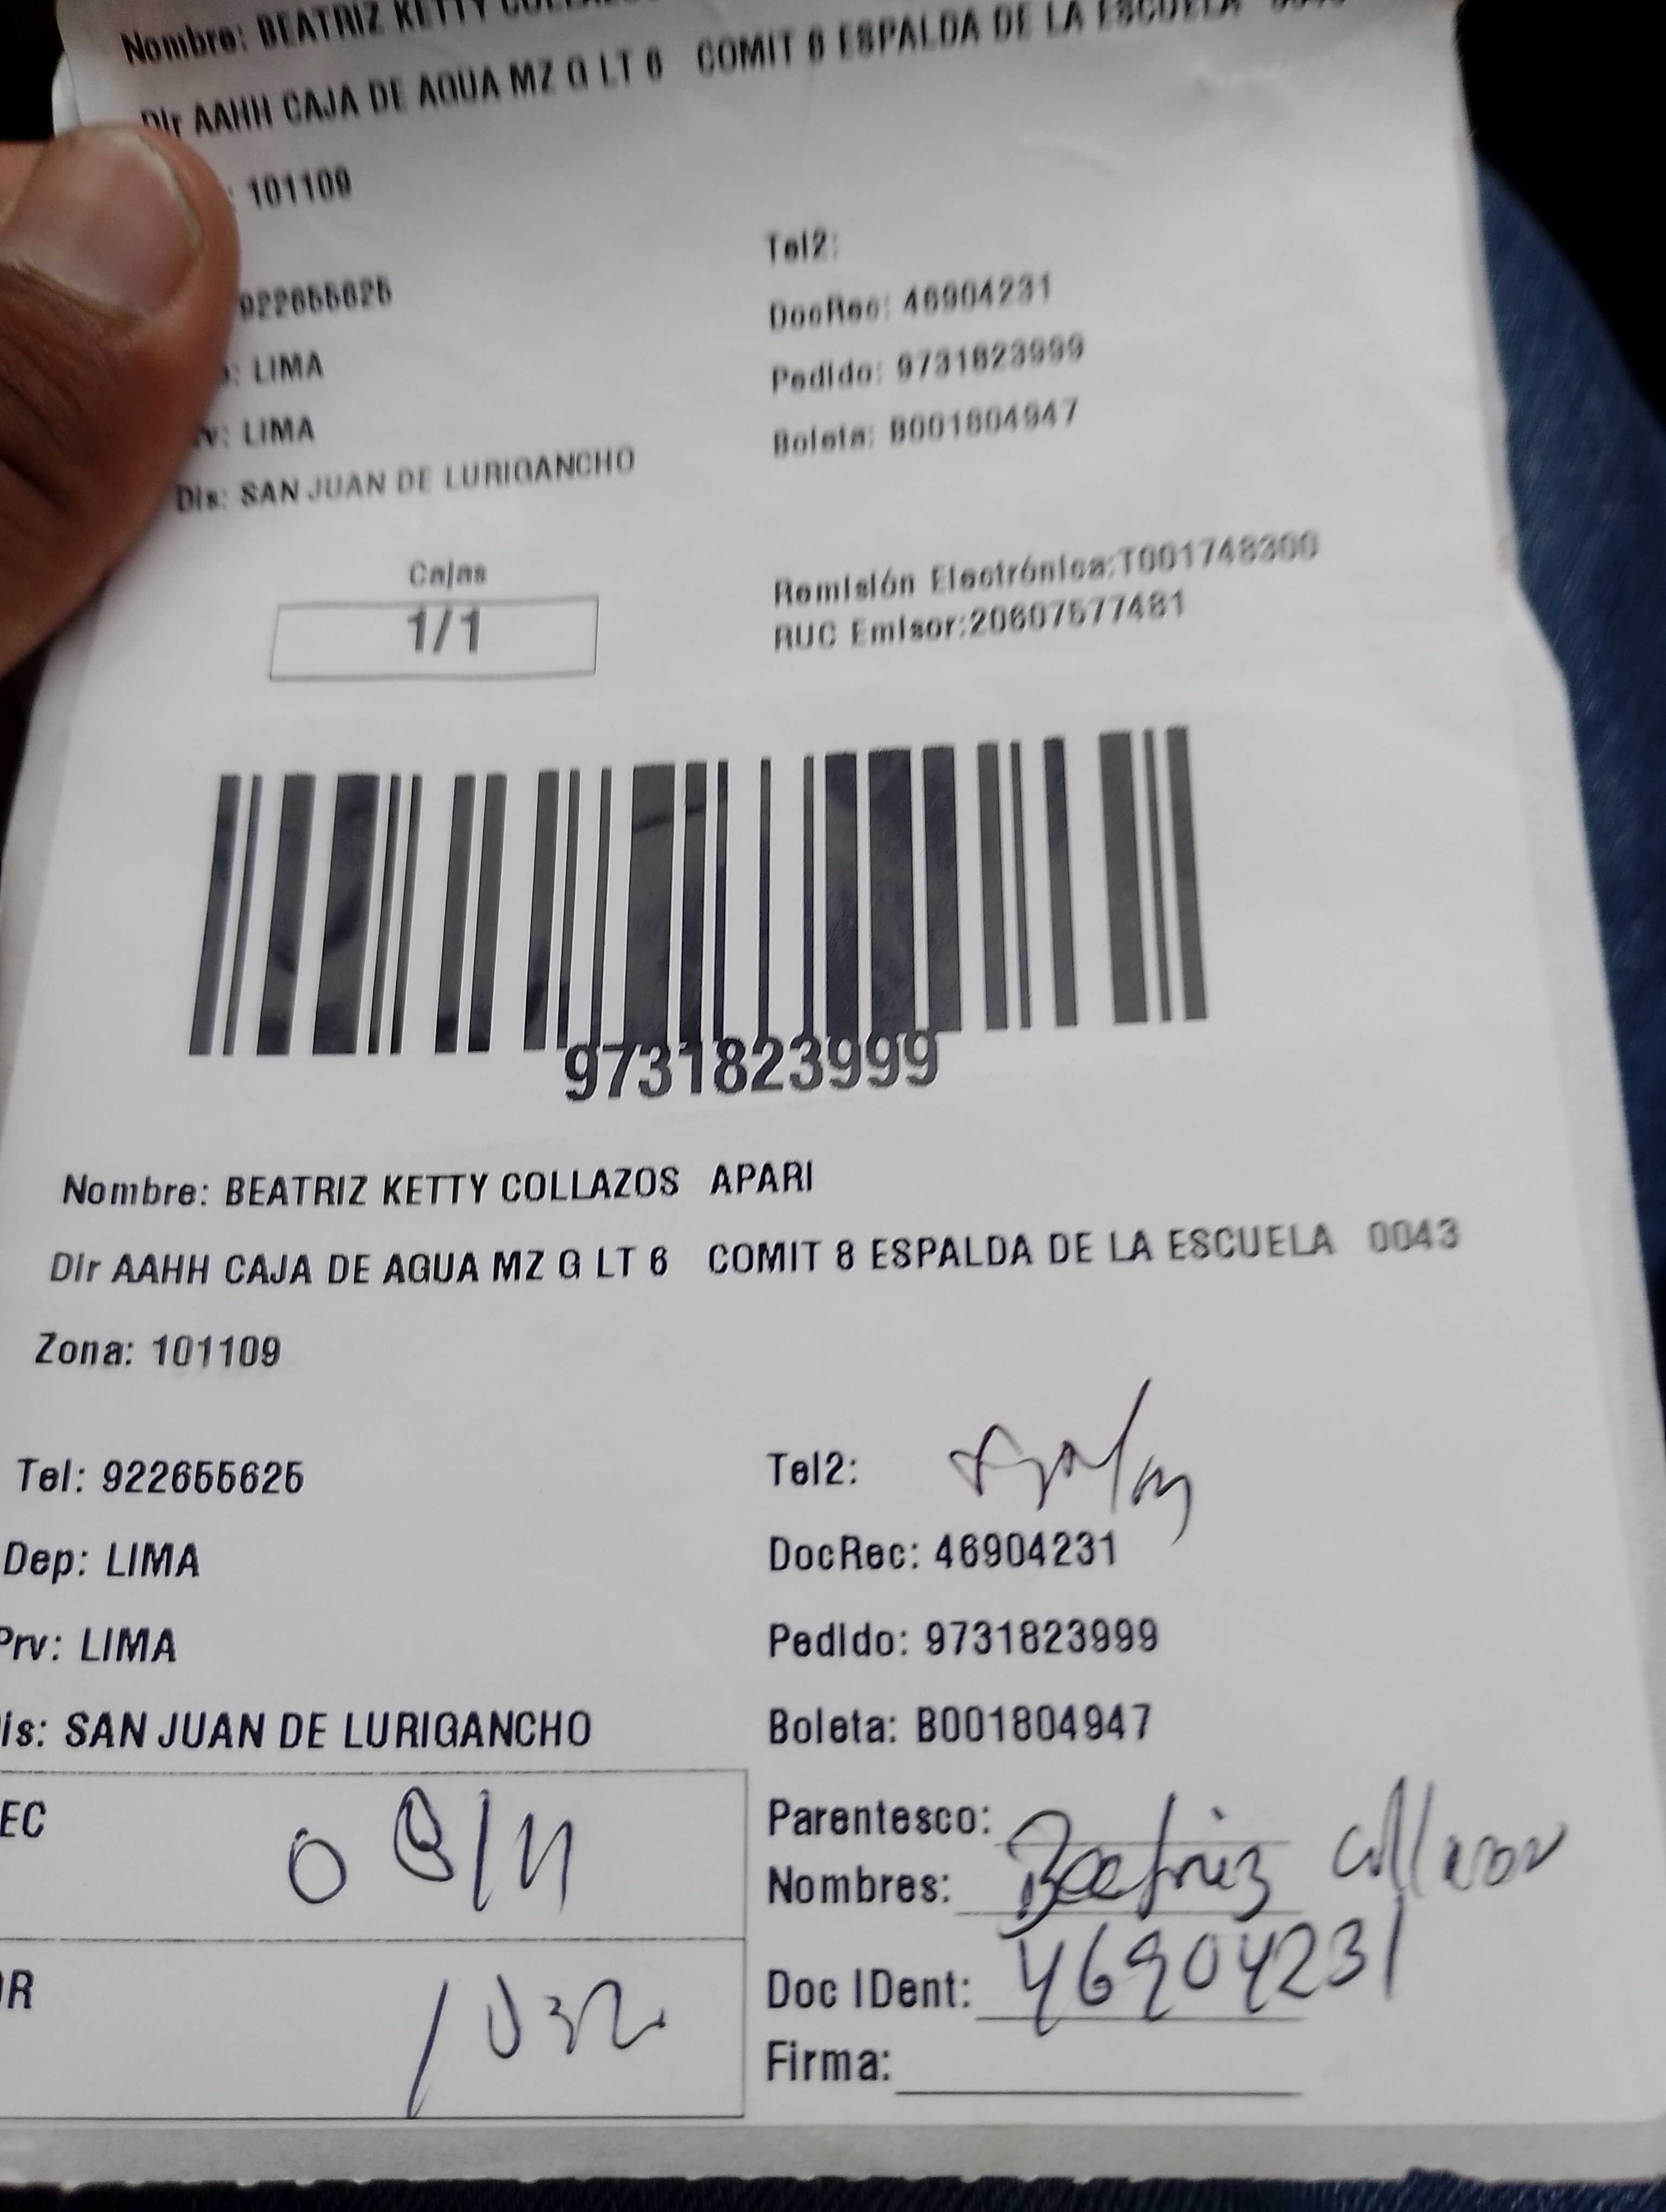 Nombre: BEATRIZ KETTY
Dir AAHH CAJA DE AGUA MZ G LT 6 COMIT 8 ESPALDA DE LA ESCUELA 0043
: 101109
Tel2:
922655625
DocRec: 46904231
: LIMA
Pedido: 9731823999
v: LIMA
Boleta: B001804947
Dis: SAN JUAN DE LURIGANCHO
Cajas
1/1
Remisión Electrónica:T001748300
RUC Emisor:20607577481
9731823999
Nombre: BEATRIZ KETTY COLLAZOS APARI
Dir AAHH CAJA DE AGUA MZ G LT 6 COMIT 8 ESPALDA DE LA ESCUELA 0043
Zona: 101109
Tel: 922655625
Tel2:
Dep: LIMA
DocRec: 46904231
Prv: LIMA
Pedido: 9731823999
is: SAN JUAN DE LURIGANCHO
Boleta: B001804947
EC 08/11
Parentesco:
Nombres: Beatriz Collazos
R 1032
Doc IDent: 46904231
Firma: